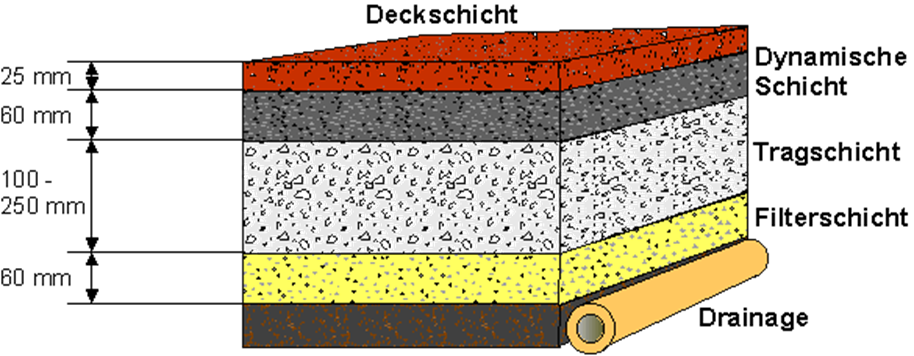 Deckschicht
25 mm
Dynamische
Schicht
60 mm
Tragschicht
100 -
250 mm
Filterschicht
60 mm
Drainage